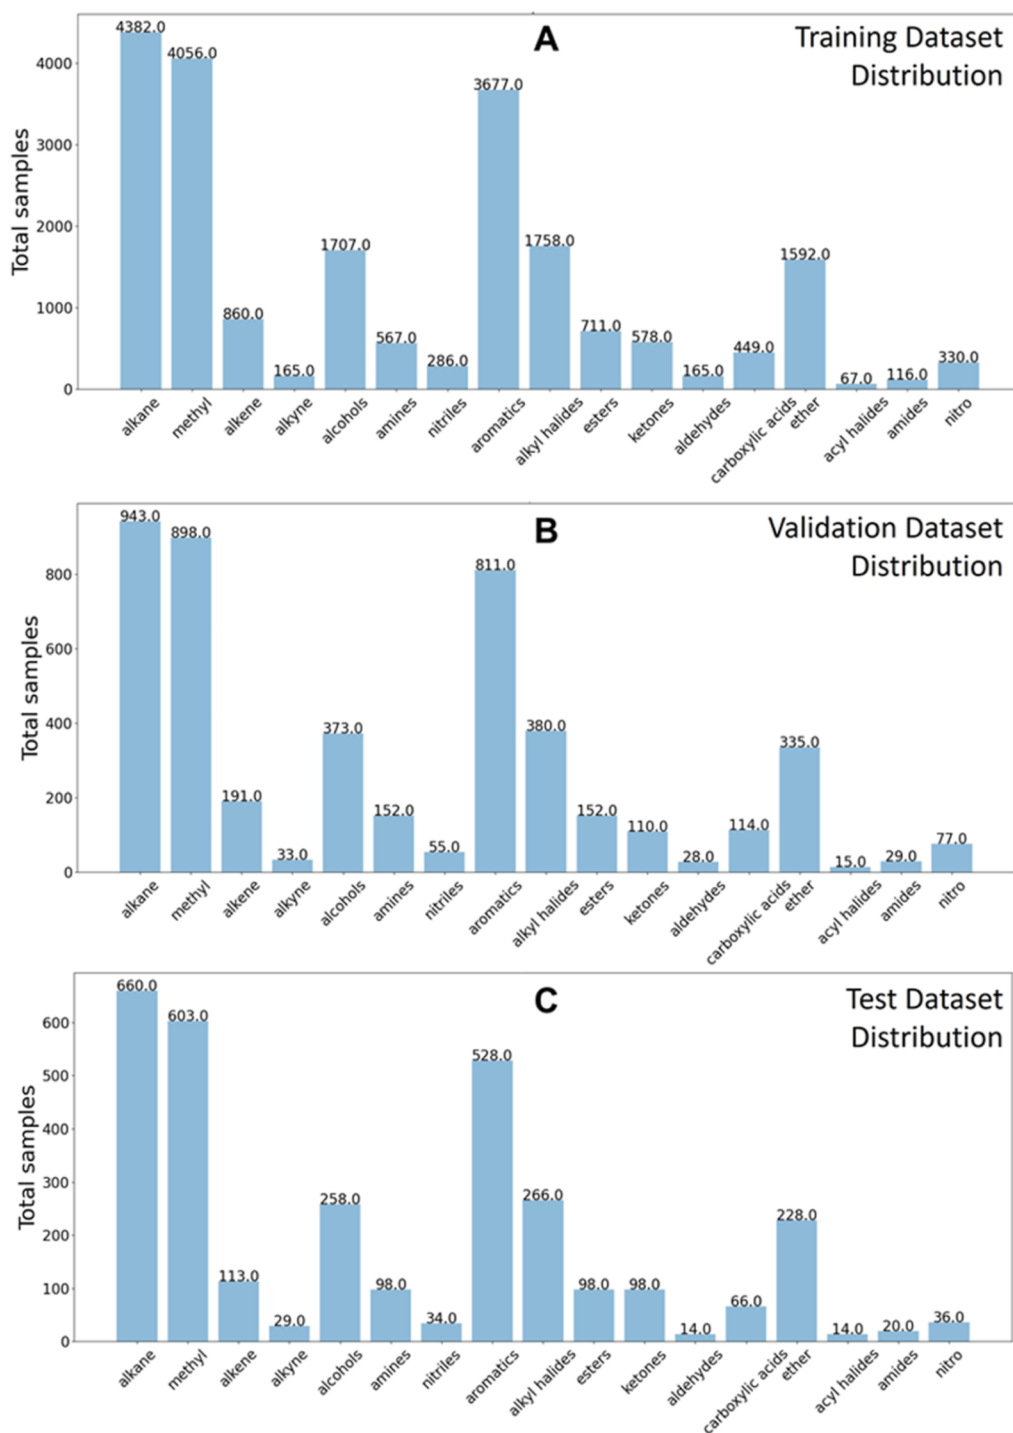 A
Training Dataset
Distribution
Total samples
4000
3000
2000
1000
0
4382.0
4056.0
860.0
165.0
1707.0
567.0
286.0
3677.0
1758.0
711.0
578.0
165.0
449.0
1592.0
67.0
116.0
330.0
alkane
methyl
alkene
alkyne
alcohols
amines
nitriles
aromatics
alkyl halides
esters
ketones
aldehydes
carboxylic acids
ether
acyl halides
amides
nitro
B
Validation Dataset
Distribution
Total samples
800
600
400
200
0
943.0
898.0
191.0
33.0
373.0
152.0
55.0
811.0
380.0
152.0
110.0
28.0
114.0
335.0
15.0
29.0
77.0
alkane
methyl
alkene
alkyne
alcohols
amines
nitriles
aromatics
alkyl halides
esters
ketones
aldehydes
carboxylic acids
ether
acyl halides
amides
nitro
C
Test Dataset
Distribution
Total samples
600
500
400
300
200
100
0
660.0
603.0
113.0
29.0
258.0
98.0
34.0
528.0
266.0
98.0
98.0
14.0
66.0
228.0
14.0
20.0
36.0
alkane
methyl
alkene
alkyne
alcohols
amines
nitriles
aromatics
alkyl halides
esters
ketones
aldehydes
carboxylic acids
ether
acyl halides
amides
nitro